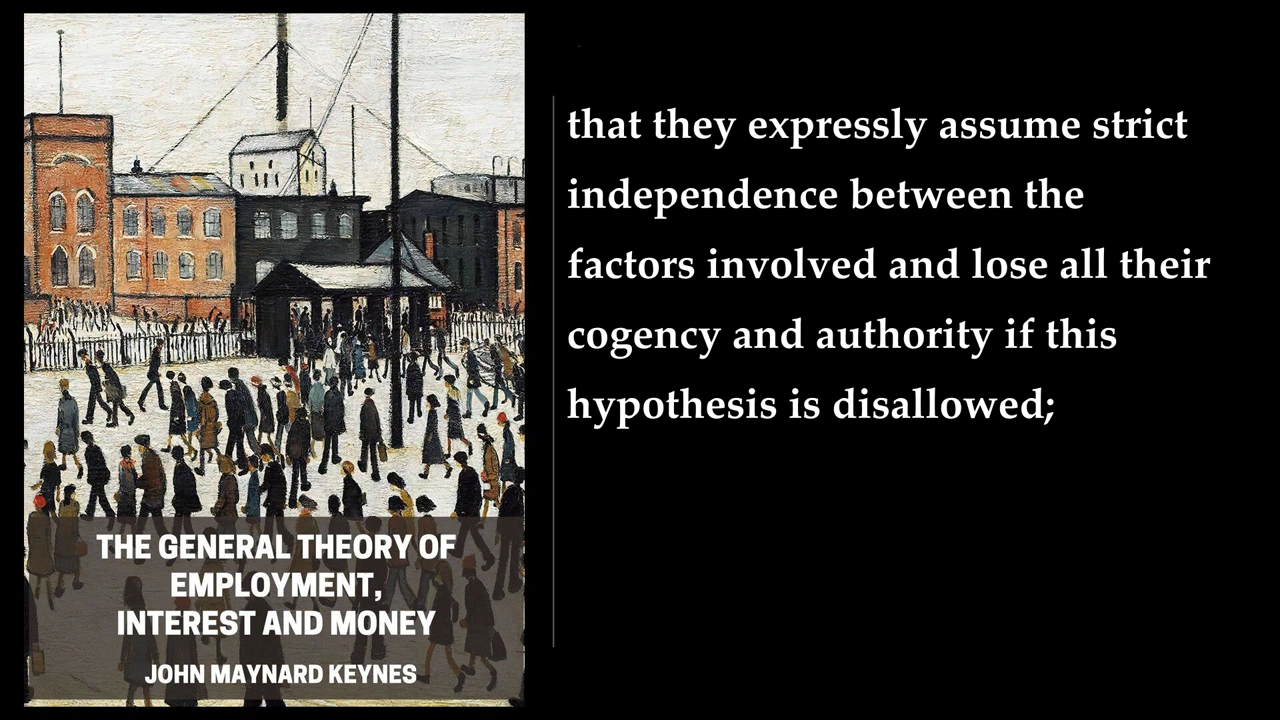 THE GENERAL THEORY OF
EMPLOYMENT,
INTEREST AND MONEY
JOHN MAYNARD KEYNES
that they expressly assume strict
independence between the
factors involved and lose all their
cogency and authority if this
hypothesis is disallowed;